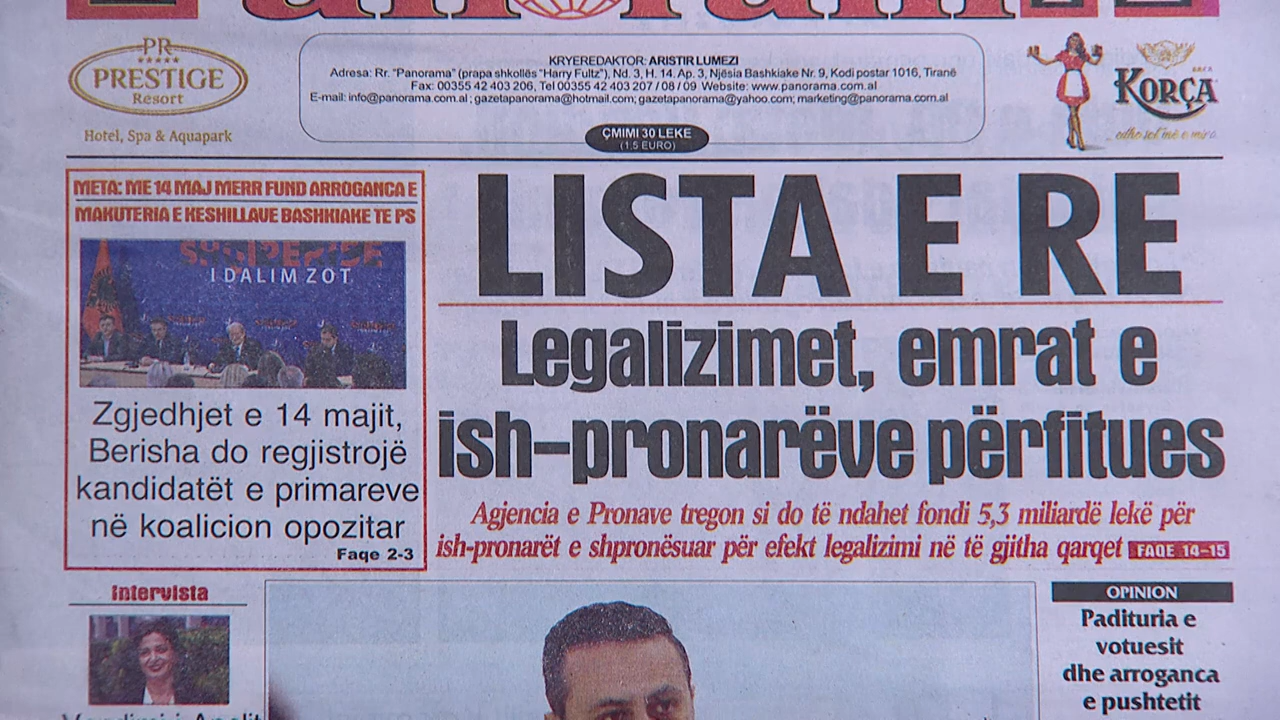 PR
PRESTIGE
Resort
Hotel, Spa & Aquapark
KRYEREDAKTOR: ARISTIR LUMEZI
Adresa: Rr. "Panorama" (prapa shkollës "Harry Fultz"), Nd. 3, H. 14. Ap. 3, Njësia Bashkiake Nr. 9, Kodi postar 1016, Tiranë
Fax: 00355 42 403 206, Tel 00355 42 403 207 / 08 / 09 Website: www.panorama.com.al
E-mail: info@panorama.com.al ; gazetapanorama@hotmail.com; gazetapanorama@yahoo.com; marketing@panorama.com.al
ÇMIMI 30 LEKE
(1,5 EURO)
KORÇA
edhe sot më e mira
META: ME 14 MAJ MERR FUND ARROGANCA E
MAKUTERIA E KESHILLAVE BASHKIAKE TE PS
SHQIPERISE
I DALIM ZOT
Zgjedhjet e 14 majit,
Berisha do regjistrojë
kandidatët e primareve
në koalicion opozitar
Faqe 2-3
LISTA E RE
Legalizimet, emrat e
ish-pronarëve përfitues
Agjencia e Pronave tregon si do të ndahet fondi 5,3 miliardë lekë për
ish-pronarët e shpronësuar për efekt legalizimi në të gjitha qarqet FAQE 14-15
Intervista
OPINION
Padituria e
votuesit
dhe arroganca
e pushtetit